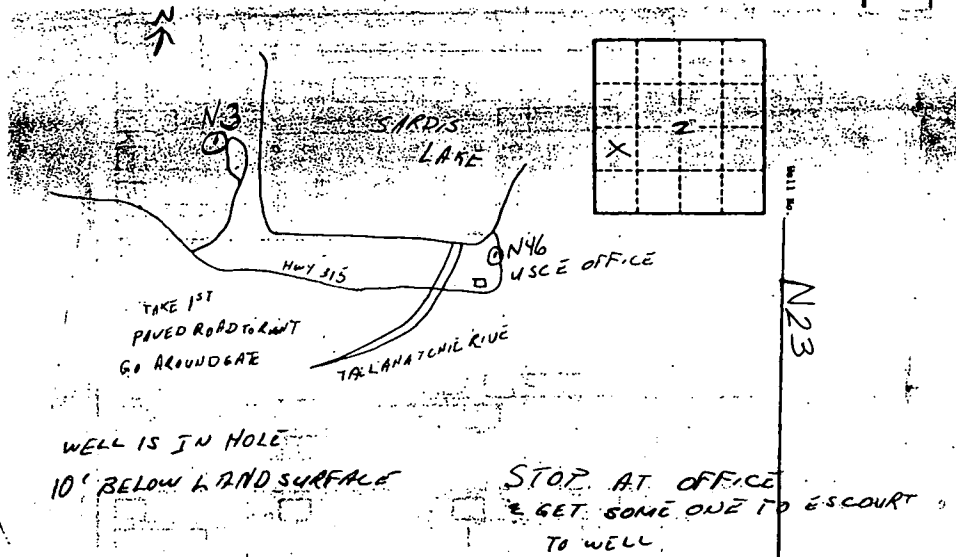 N
N3
SARDIS
LAKE
N
X
Well No.
N23
N46
USCE OFFICE
HWY 315
TAKE 1ST
PAVED ROAD TO RIGHT
GO AROUND GATE
TALLAHATCHIE RIVE
WELL IS IN HOLE
10' BELOW LAND SURFACE
STOP AT OFFICE
& GET SOME ONE TO ESCOURT
TO WELL.